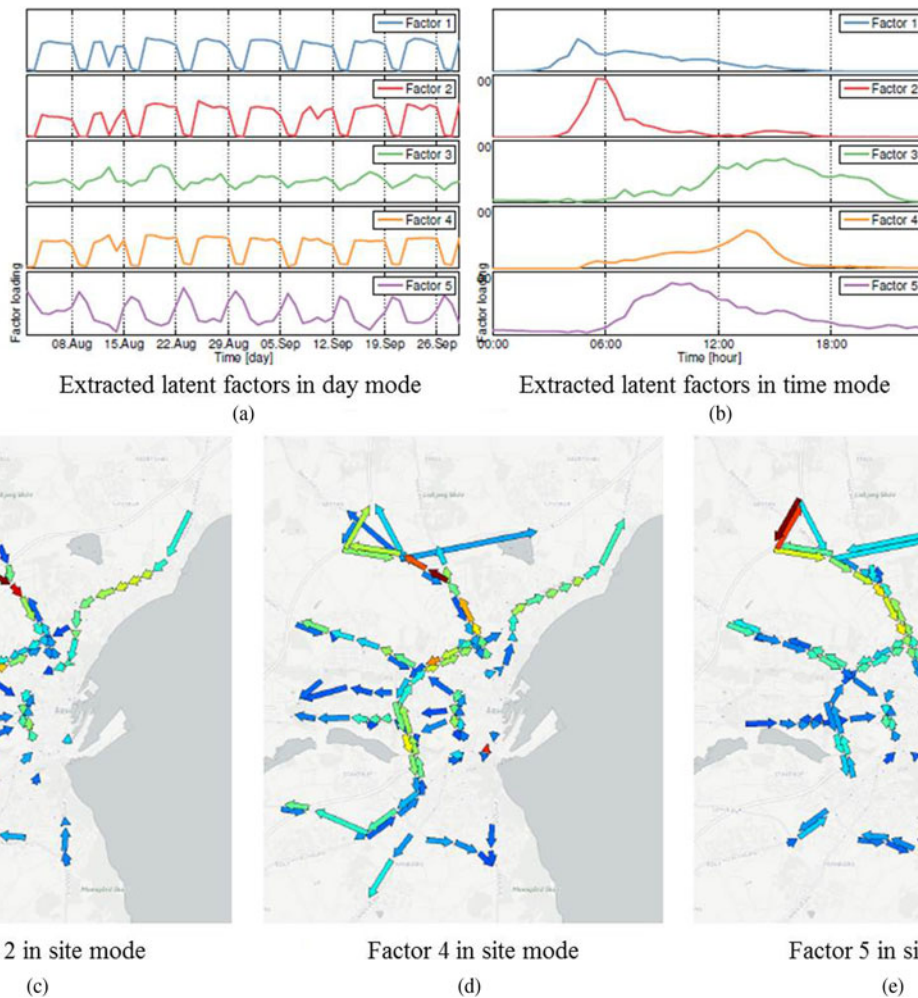 Factor 1
Factor 2
Factor 3
Factor 4
Factor 5
Factor loading
08.Aug 15.Aug 22.Aug 29.Aug 05.Sep 12.Sep 19.Sep 26.Sep
Time [day]
Extracted latent factors in day mode
(a)
Factor 1
00
Factor 2
00
Factor 3
00
Factor 4
00
Factor 5
Factor loading
00:00 06:00 12:00 18:00
Time [hour]
Extracted latent factors in time mode
(b)
2 in site mode
(c)
Factor 4 in site mode
(d)
Factor 5 in si
(e)